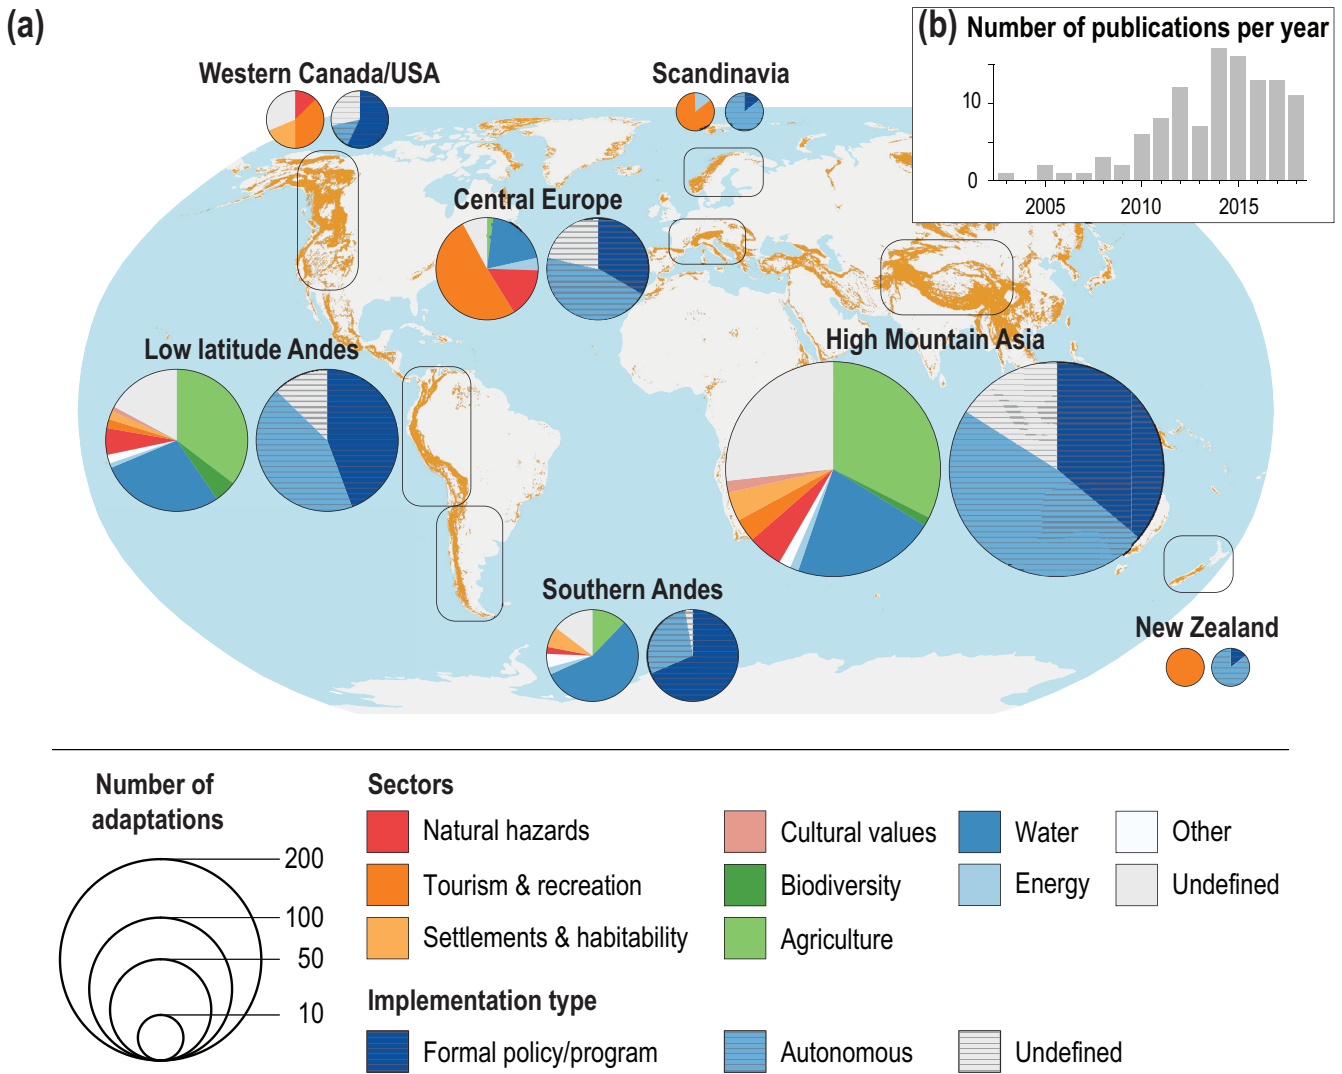 (a)
(b) Number of publications per year
10
0
2005 2010 2015
Western Canada/USA
Scandinavia
Central Europe
High Mountain Asia
Low latitude Andes
Southern Andes
New Zealand
Number of
adaptations
200
100
50
10
Sectors
Natural hazards
Tourism & recreation
Settlements & habitability
Cultural values
Biodiversity
Agriculture
Water
Energy
Other
Undefined
Implementation type
Formal policy/program
Autonomous
Undefined